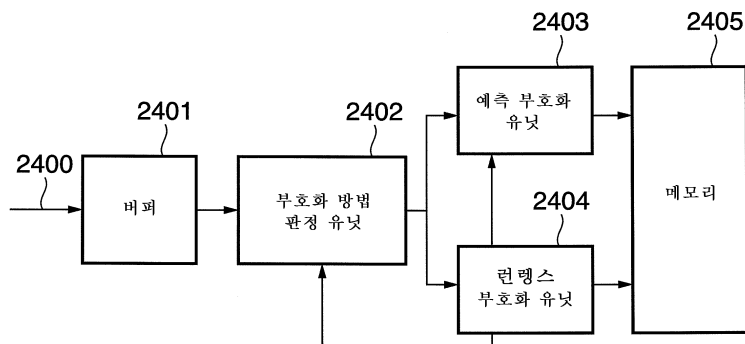 2403
2405
2401
2402
예측 부호화
유닛
2400
버퍼
부호화 방법
판정 유닛
메모리
2404
런렝스
부호화 유닛